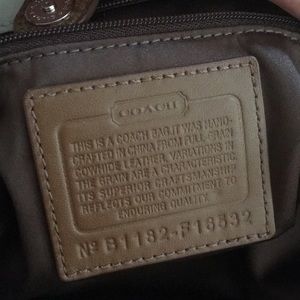 COACH
THIS IS A COACH BAG. IT WAS HAND-
CRAFTED IN CHINA FROM FULL GRAIN
COWHIDE LEATHER. VARIATIONS IN
THE GRAIN ARE A CHARACTERISTIC.
ITS SUPERIOR CRAFTSMANSHIP
REFLECTS OUR COMMITMENT TO
ENDURING QUALITY.
Nº B1182-F16532